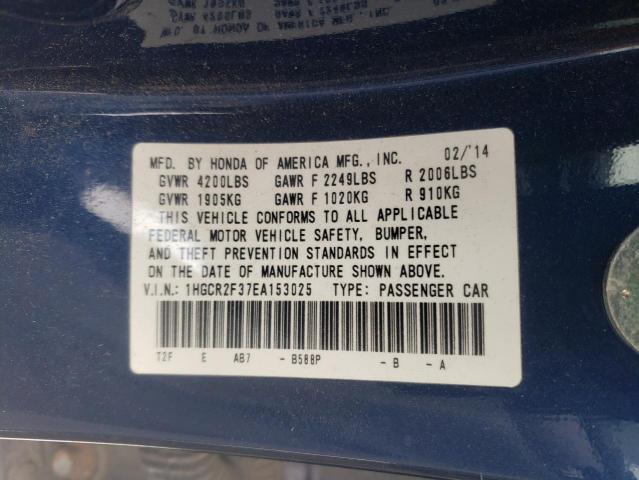 MFD. BY HONDA OF AMERICA MFG., INC. 02/'14
GVWR 4200LBS GAWR F 2249LBS R 2006LBS
GVWR 1905KG GAWR F 1020KG R 910KG
THIS VEHICLE CONFORMS TO ALL APPLICABLE
FEDERAL MOTOR VEHICLE SAFETY, BUMPER,
AND THEFT PREVENTION STANDARDS IN EFFECT
ON THE DATE OF MANUFACTURE SHOWN ABOVE.
V.I.N.: 1HGCR2F37EA153025 TYPE: PASSENGER CAR
T2F E AB7 - B588P - B - A